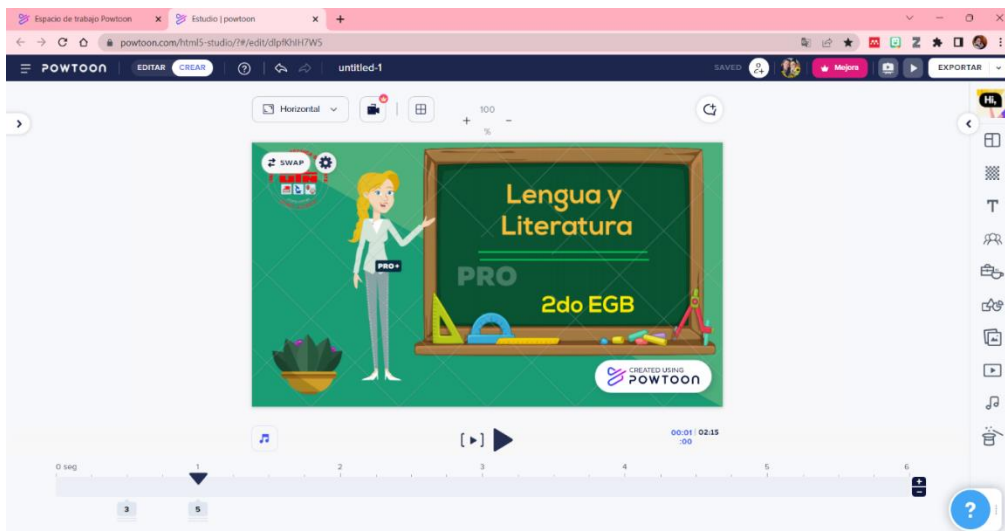 Espacio de trabajo Powtoon
Estudio | powtoon
powtoon.com/html5-studio/?#/edit/dlpfKhIH7W5
POWTOON
EDITAR
CREAR
untitled-1
SAVED
Mejora
EXPORTAR
Horizontal
100
%
Hi,
SWAP
Lengua y
Literatura
PRO+
PRO
2do EGB
CREATED USING
POWTOON
00:01 02:15
:00
0 seg 1 2 3 4 5 6
3 5
?